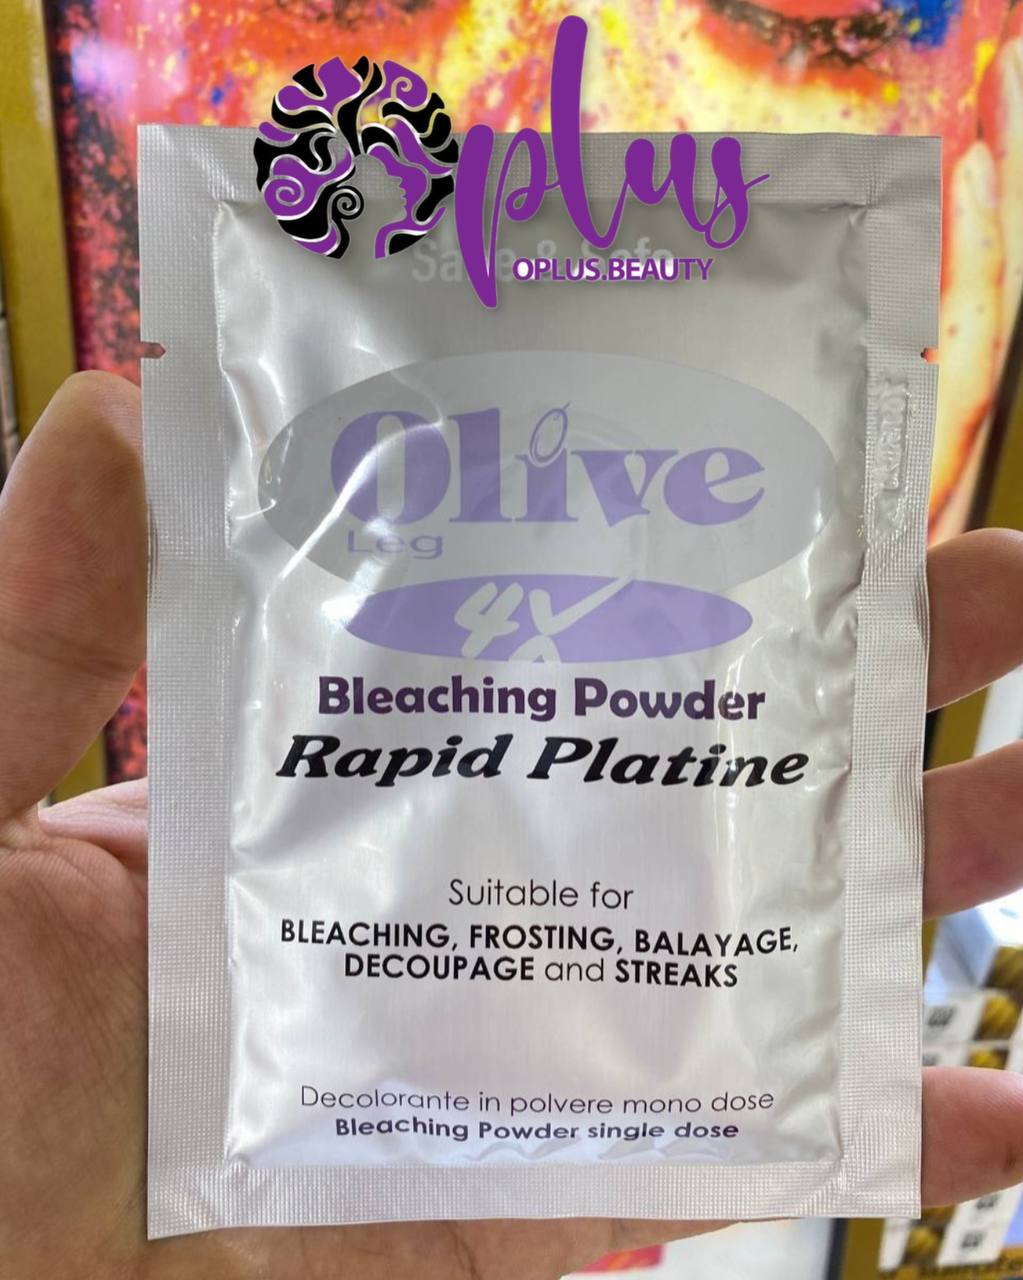 plus
OPLUS.BEAUTY
Olive
Leg
4X
Bleaching Powder
Rapid Platine
Suitable for
BLEACHING, FROSTING, BALAYAGE,
DECOUPAGE and STREAKS
Decolorante in polvere mono dose
Bleaching Powder single dose